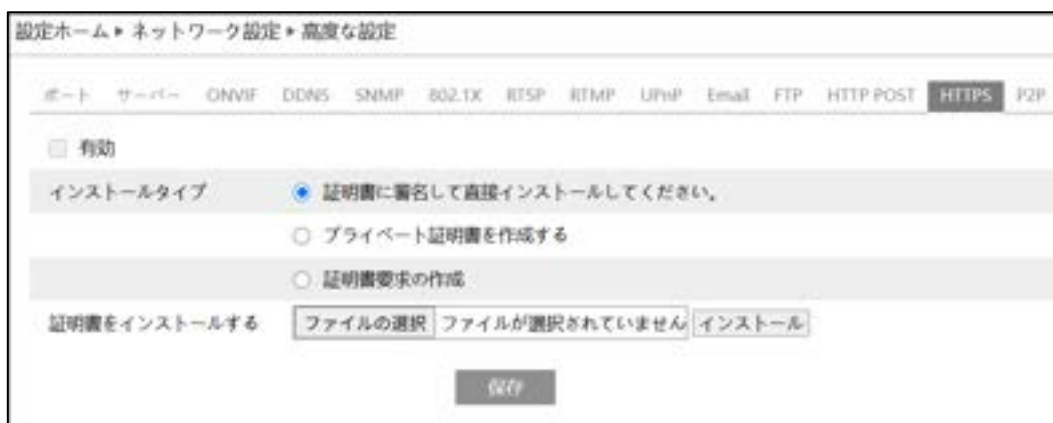 設定ホーム▶ネットワーク設定▶高度な設定
ポート サーバー ONVIF DDNS SNMP 802.1X RTSP RTMP UPnP Email FTP HTTP POST HTTPS P2P
有効
インストールタイプ 証明書に署名して直接インストールしてください。
プライベート証明書を作成する
証明書要求の作成
証明書をインストールする ファイルの選択 ファイルが選択されていません インストール
保存